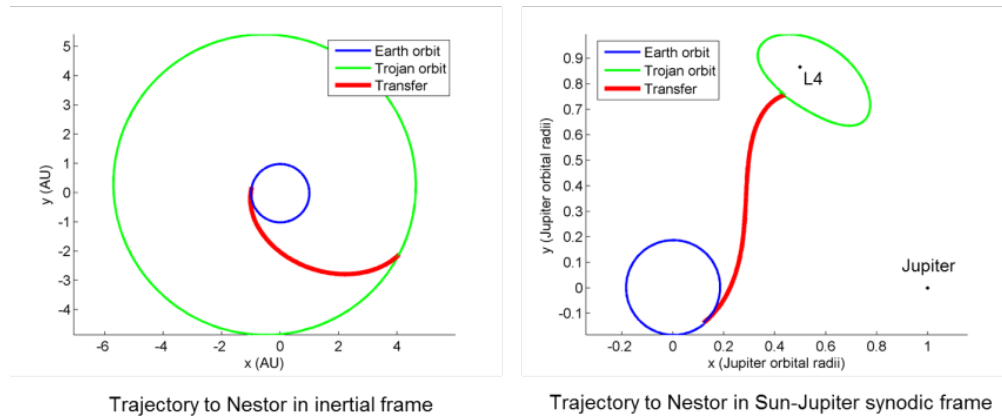 Earth orbit
Trojan orbit
Transfer
5
4
3
2
1
0
-1
-2
-3
-4
y (AU)
-6
-4
-2
0
2
4
x (AU)
Trajectory to Nestor in inertial frame
Earth orbit
Trojan orbit
Transfer
L4
Jupiter
0.9
0.8
0.7
0.6
0.5
0.4
0.3
0.2
0.1
0
-0.1
y (Jupiter orbital radii)
-0.2
0
0.2
0.4
0.6
0.8
1
x (Jupiter orbital radii)
Trajectory to Nestor in Sun-Jupiter synodic frame